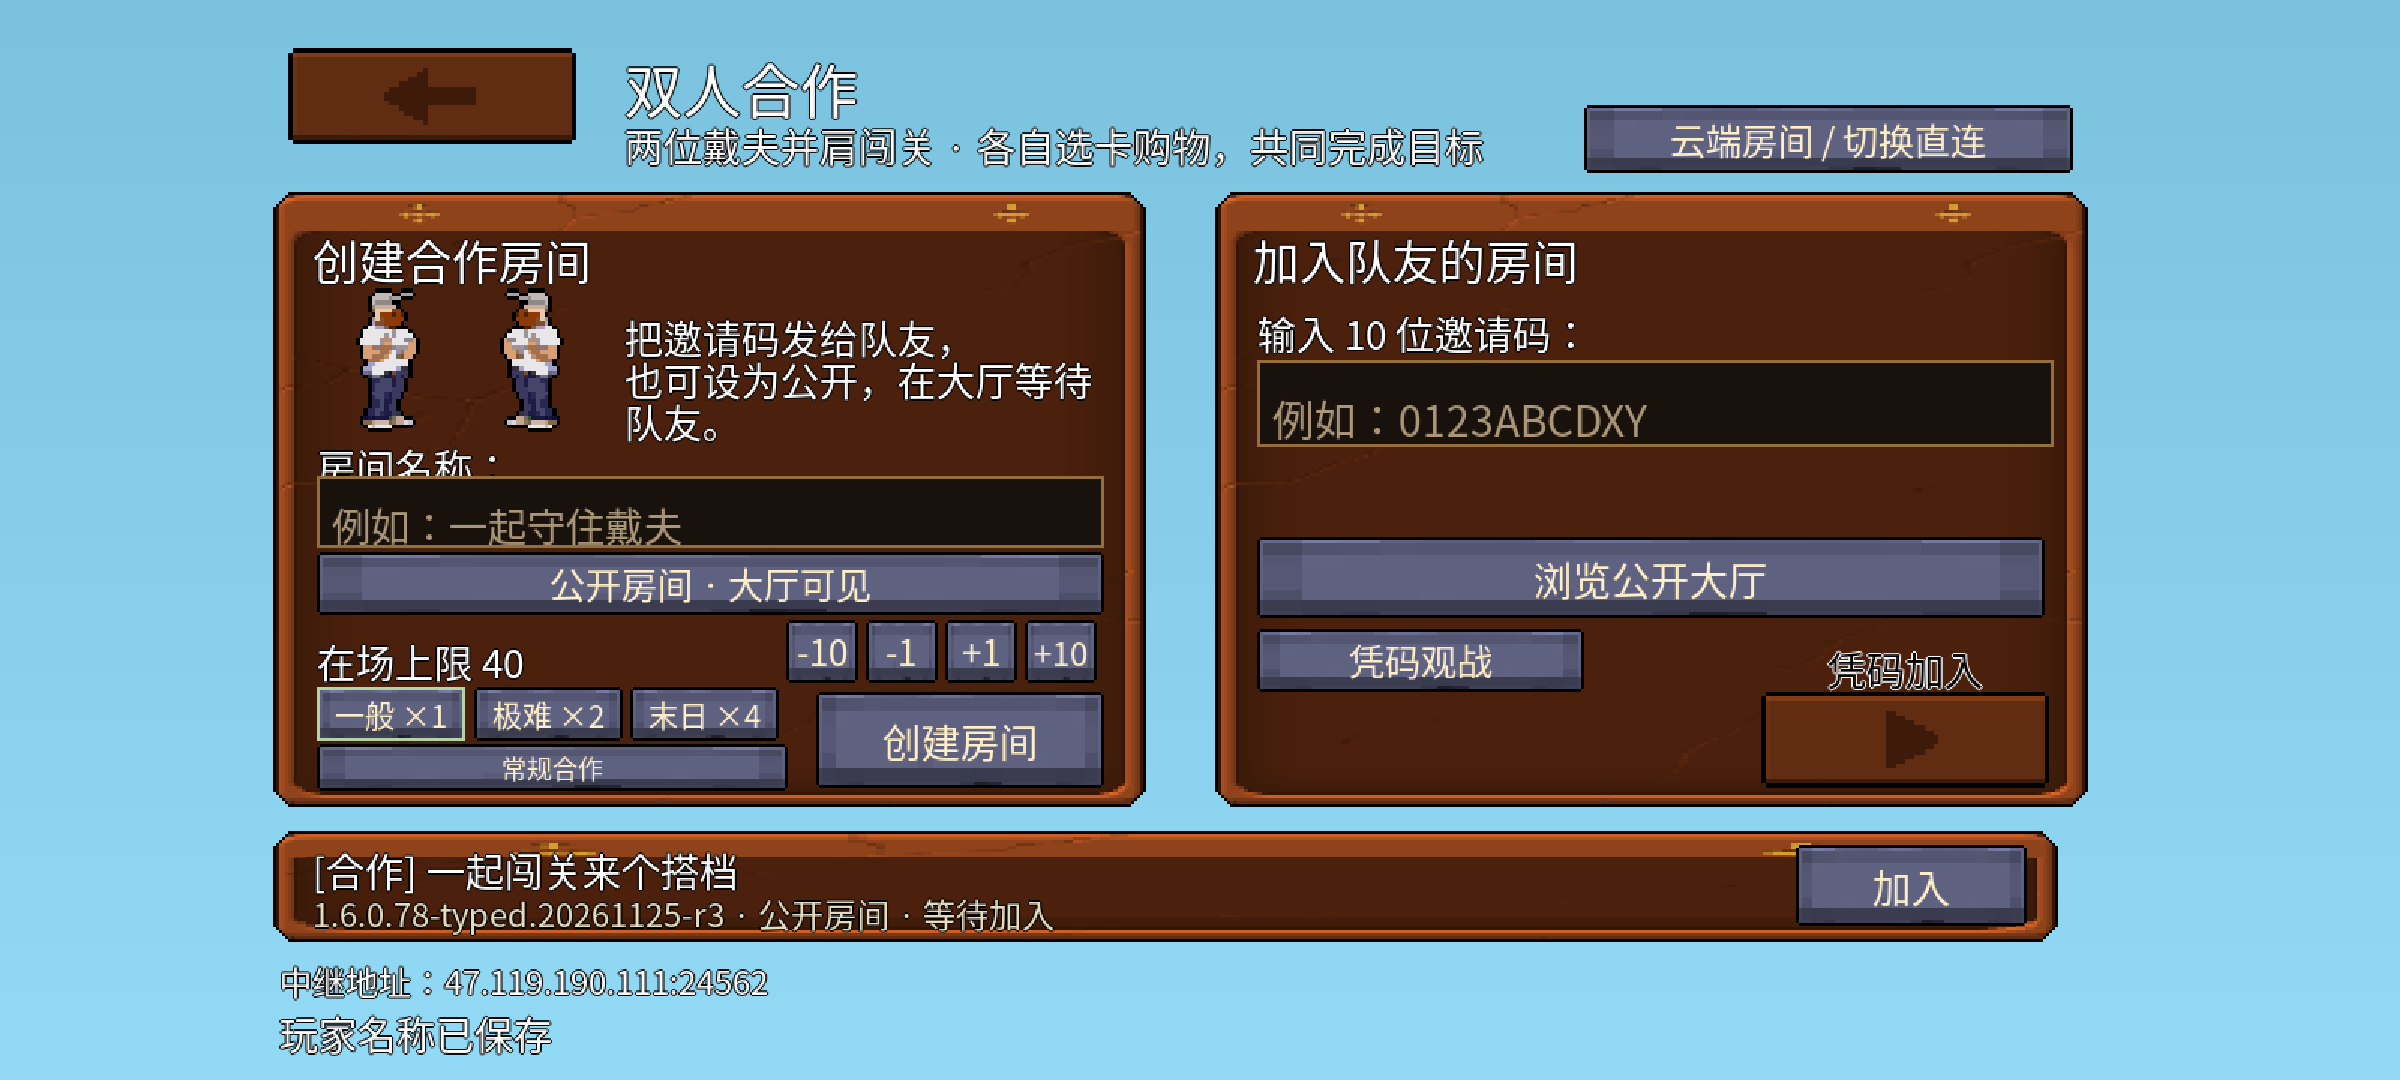 双人合作
两位戴夫并肩闯关 · 各自选卡购物，共同完成目标
云端房间 / 切换直连
创建合作房间
把邀请码发给队友，
也可设为公开，在大厅等待
队友。
房间名称：
例如：一起守住戴夫
公开房间 · 大厅可见
在场上限 40
-10
-1
+1
+10
一般 ×1
极难 ×2
末日 ×4
常规合作
创建房间
加入队友的房间
输入 10 位邀请码：
例如：0123ABCDXY
浏览公开大厅
凭码观战
凭码加入
[合作] 一起闯关来个搭档
1.6.0.78-typed.20261125-r3 · 公开房间 · 等待加入
加入
中继地址：47.119.190.111:24562
玩家名称已保存